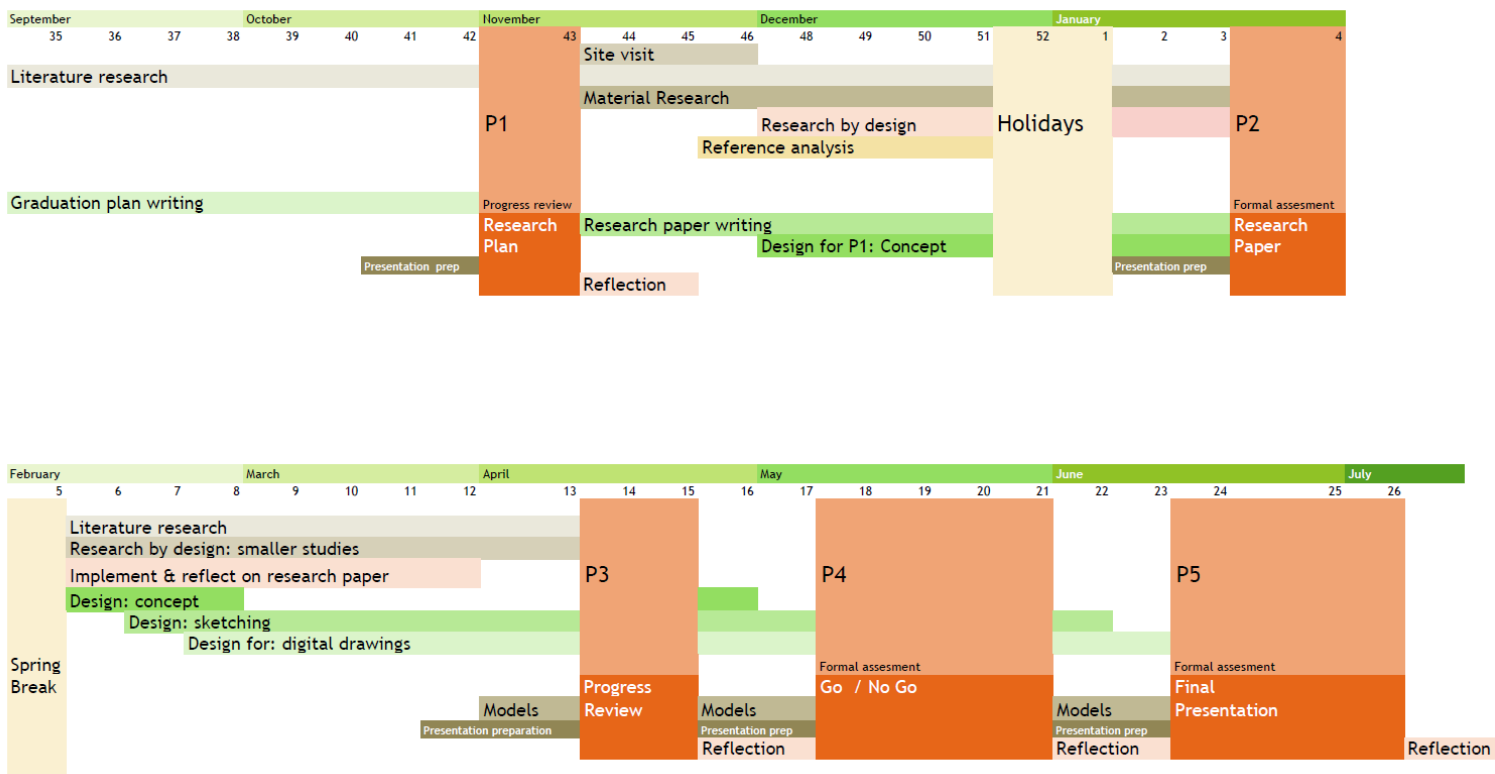 September October November December January
35 36 37 38 39 40 41 42 43 44 45 46 48 49 50 51 52 1 2 3 4
Site visit
Literature research
Material Research
P1 Research by design Holidays P2
Reference analysis
Graduation plan writing Progress review Formal assesment
Research Research paper writing Research
Plan Design for P1: Concept Paper
Presentation prep Presentation prep
Reflection
February March April May June July
5 6 7 8 9 10 11 12 13 14 15 16 17 18 19 20 21 22 23 24 25 26
Literature research
Research by design: smaller studies
Implement & reflect on research paper P3 P4 P5
Design: concept
Design: sketching
Design for: digital drawings
Spring Formal assesment Formal assesment
Break Progress Go / No Go Final
Models Review Models Models Presentation
Presentation preparation Presentation prep Presentation prep
Reflection Reflection Reflection